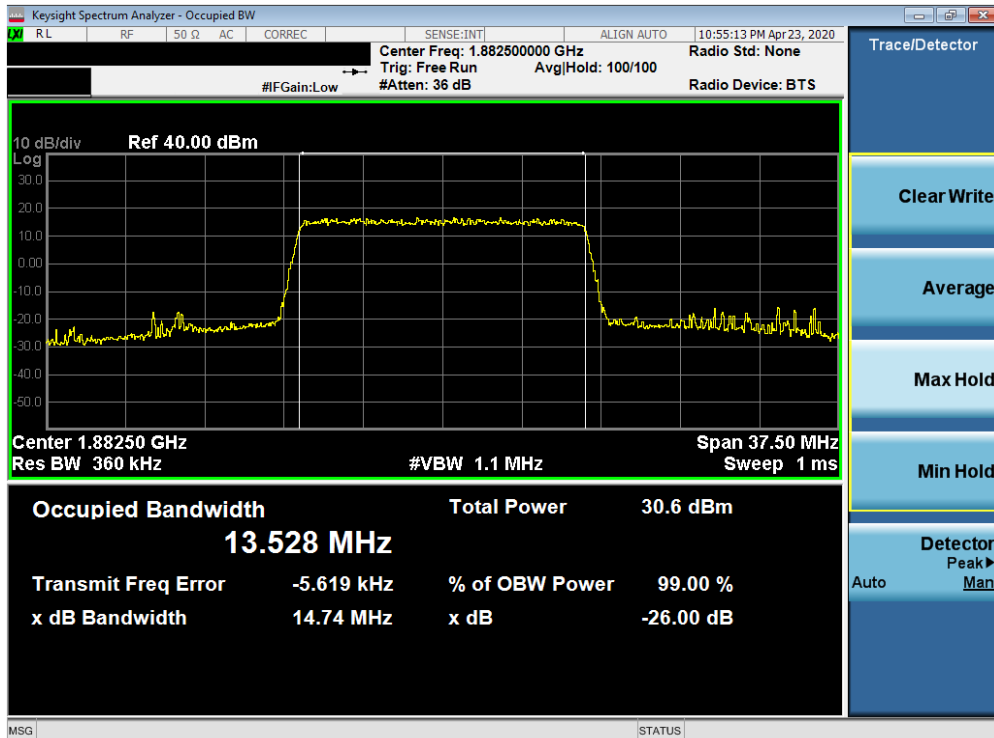 Keysight Spectrum Analyzer - Occupied BW
LXI RL RF 50 Ω AC CORREC SENSE:INT ALIGN AUTO 10:55:13 PM Apr 23, 2020
Center Freq: 1.882500000 GHz Radio Std: None
Trig: Free Run Avg|Hold: 100/100
#IFGain:Low #Atten: 36 dB Radio Device: BTS
Trace/Detector
10 dB/div Ref 40.00 dBm
Log
30.0
20.0
10.0
0.00
-10.0
-20.0
-30.0
-40.0
-50.0
Center 1.88250 GHz Span 37.50 MHz
Res BW 360 kHz #VBW 1.1 MHz Sweep 1 ms
Occupied Bandwidth Total Power 30.6 dBm
13.528 MHz
Transmit Freq Error -5.619 kHz % of OBW Power 99.00 %
x dB Bandwidth 14.74 MHz x dB -26.00 dB
Clear Write
Average
Max Hold
Min Hold
Detector
Peak▶
Auto Man
MSG STATUS